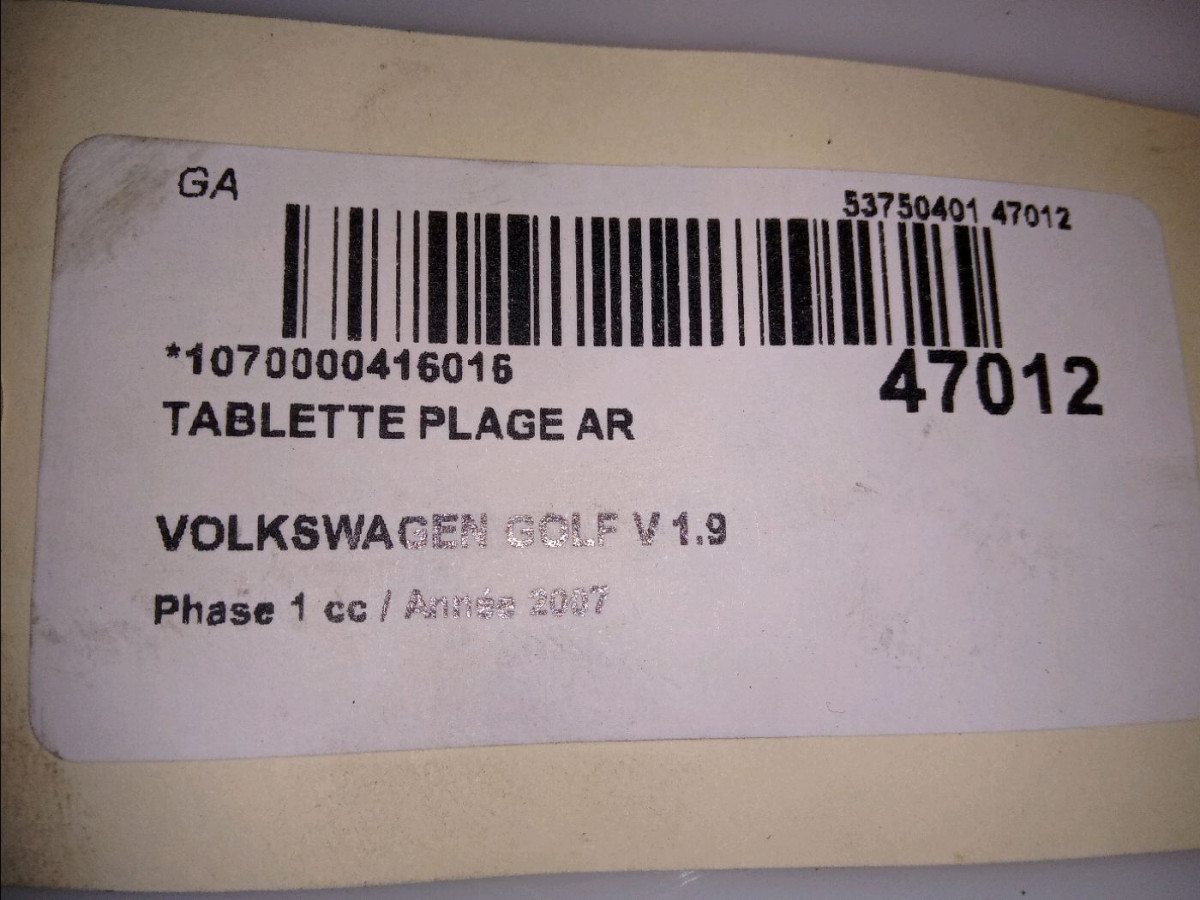 GA
53750401 47012
*1070000416016
47012
TABLETTE PLAGE AR
VOLKSWAGEN GOLF V 1.9
Phase 1 cc / Année 2007